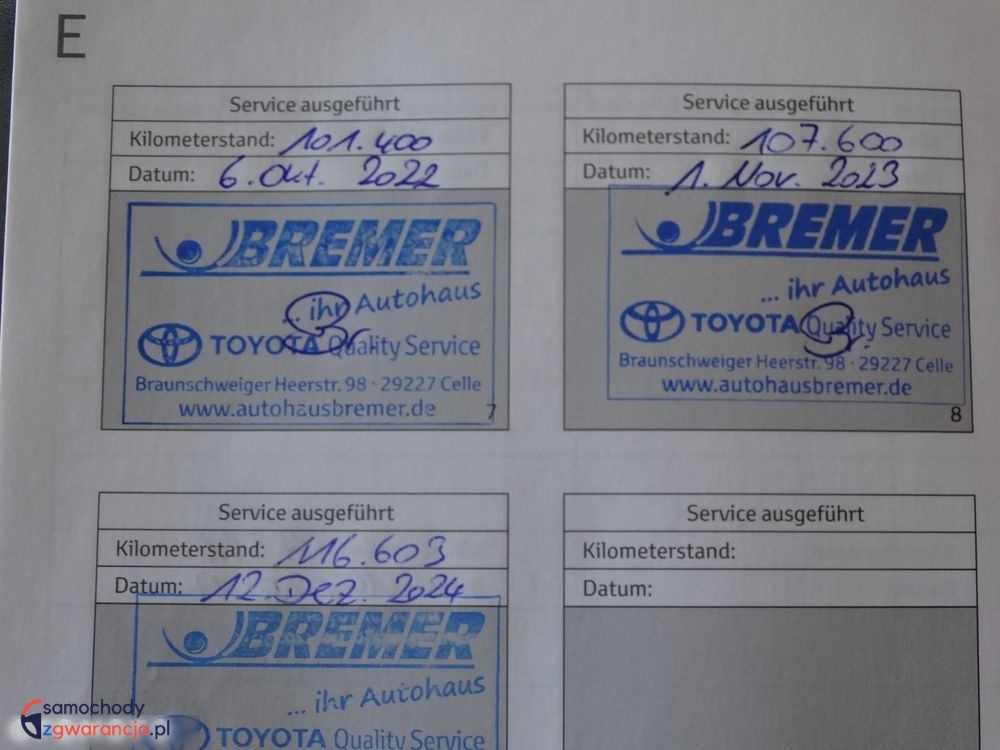 E
Service ausgeführt
Kilometerstand: 101.400
Datum: 6. Okt. 2022
BREMER
... ihr Autohaus
TOYOTA Quality Service
Braunschweiger Heerstr. 98 · 29227 Celle
www.autohausbremer.de
7
Service ausgeführt
Kilometerstand: 107.600
Datum: 1. Nov. 2023
BREMER
... ihr Autohaus
TOYOTA Quality Service
Braunschweiger Heerstr. 98 · 29227 Celle
www.autohausbremer.de
8
Service ausgeführt
Kilometerstand: 116.603
Datum: 12. Dez. 2024
BREMER
... ihr Autohaus
TOYOTA Quality Service
Service ausgeführt
Kilometerstand:
Datum:
samochody
zgwarancja.pl